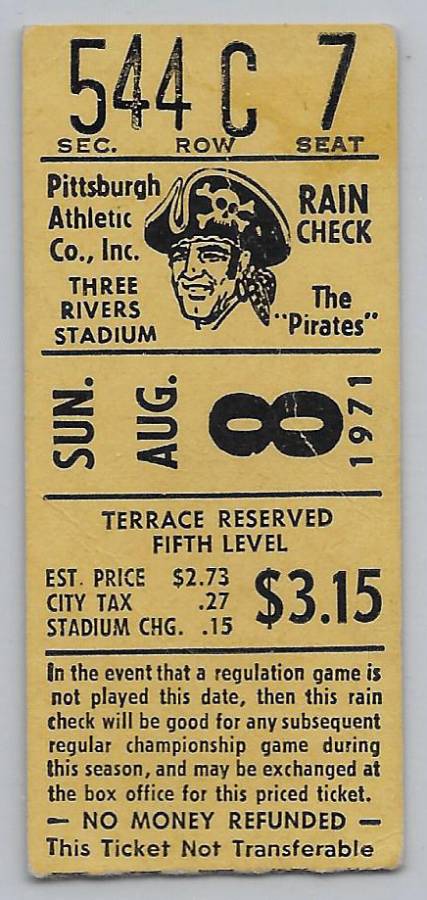 544 C 7
SEC. ROW SEAT
Pittsburgh
Athletic
Co., Inc.
THREE
RIVERS
STADIUM
RAIN
CHECK
The
"Pirates"
SUN. AUG. 8 1971
TERRACE RESERVED
FIFTH LEVEL
EST. PRICE $2.73
CITY TAX .27
STADIUM CHG. .15
$3.15
In the event that a regulation game is
not played this date, then this rain
check will be good for any subsequent
regular championship game during
this season, and may be exchanged at
the box office for this priced ticket.
— NO MONEY REFUNDED —
This Ticket Not Transferable